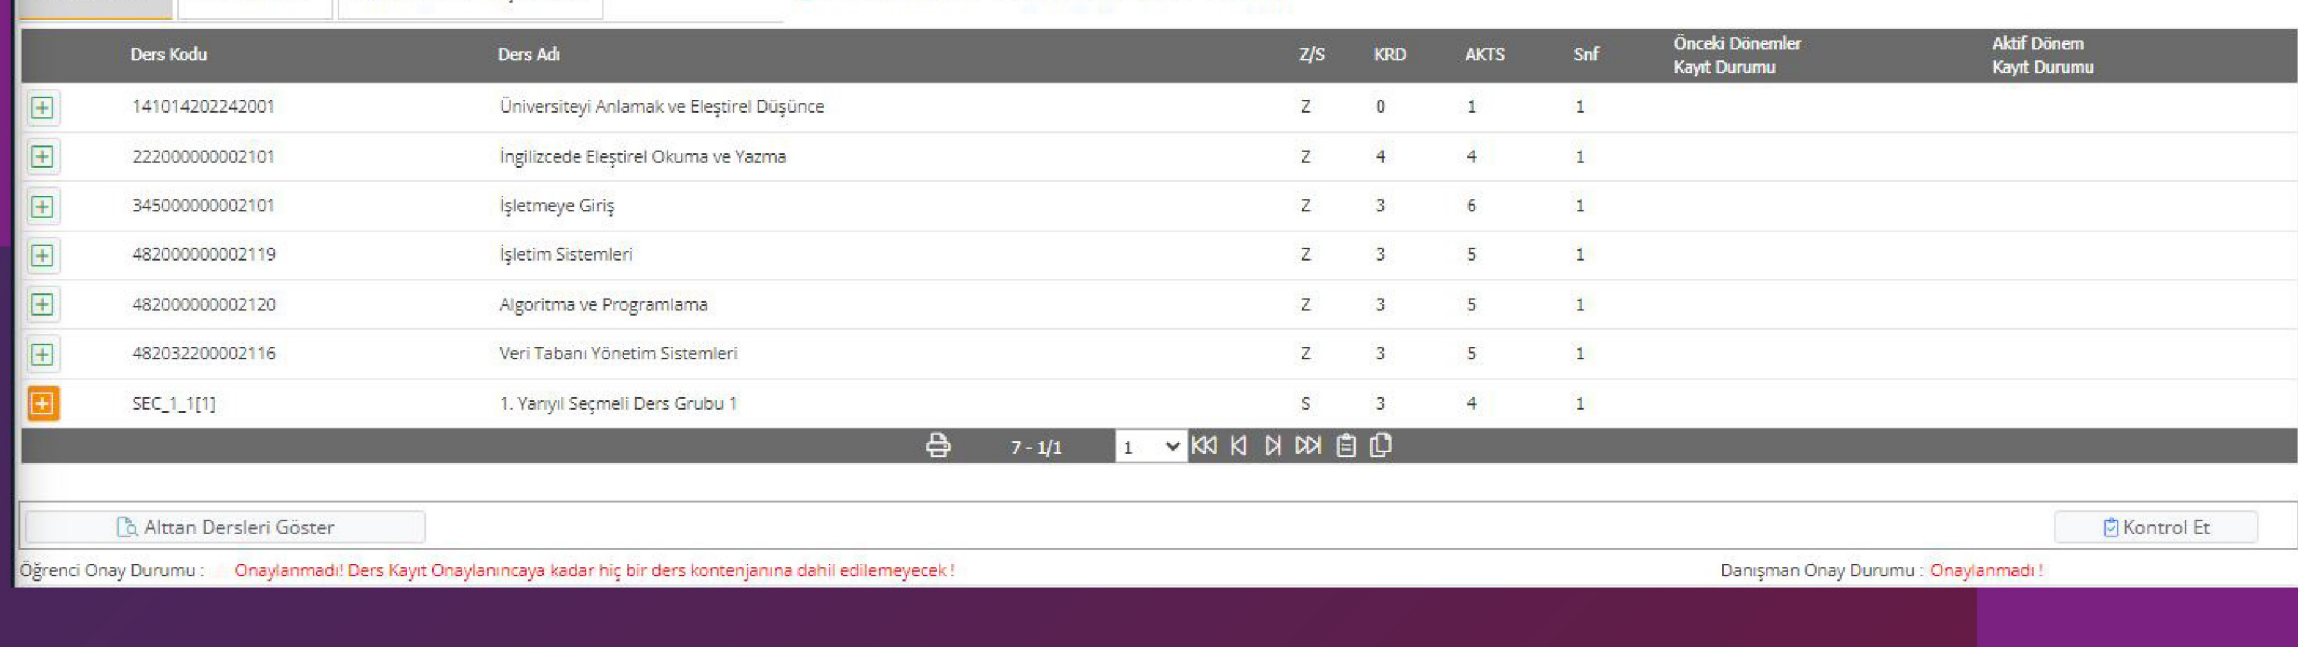 Ders Kodu Ders Adı Z/S KRD AKTS Snf Önceki Dönemler Kayıt Durumu Aktif Dönem Kayıt Durumu
141014202242001 Üniversiteyi Anlamak ve Eleştirel Düşünce Z 0 1 1
222000000002101 İngilizcede Eleştirel Okuma ve Yazma Z 4 4 1
345000000002101 İşletmeye Giriş Z 3 6 1
482000000002119 İşletim Sistemleri Z 3 5 1
482000000002120 Algoritma ve Programlama Z 3 5 1
482032200002116 Veri Tabanı Yönetim Sistemleri Z 3 5 1
SEC_1_1[1] 1. Yarıyıl Seçmeli Ders Grubu 1 S 3 4 1
7 - 1/1 1
Alttan Dersleri Göster Kontrol Et
Öğrenci Onay Durumu : Onaylanmadı! Ders Kayıt Onaylanıncaya kadar hiç bir ders kontenjanına dahil edilemeyecek ! Danışman Onay Durumu : Onaylanmadı !